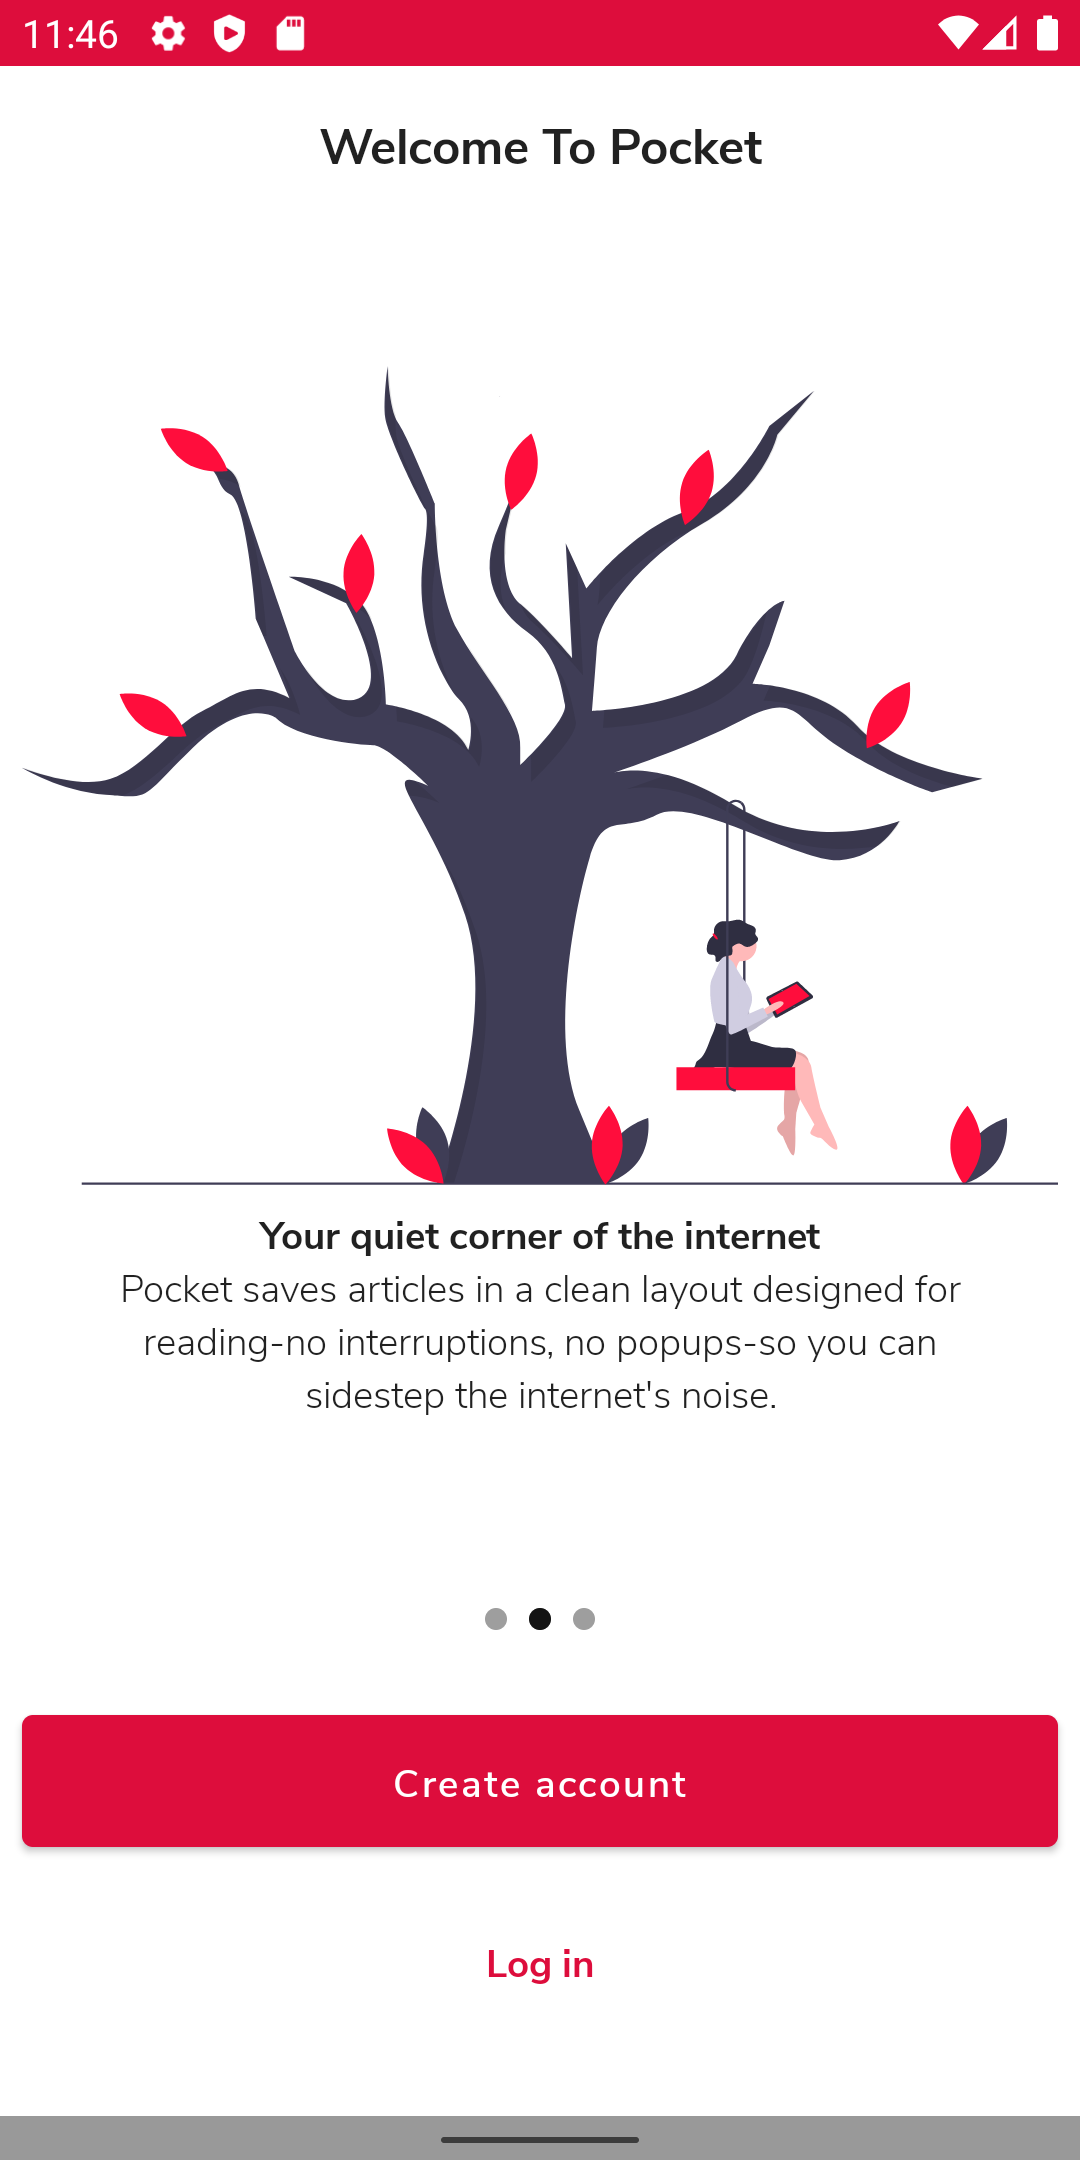 11:46
Welcome To Pocket
Your quiet corner of the internet
Pocket saves articles in a clean layout designed for
reading-no interruptions, no popups-so you can
sidestep the internet's noise.
Create account
Log in